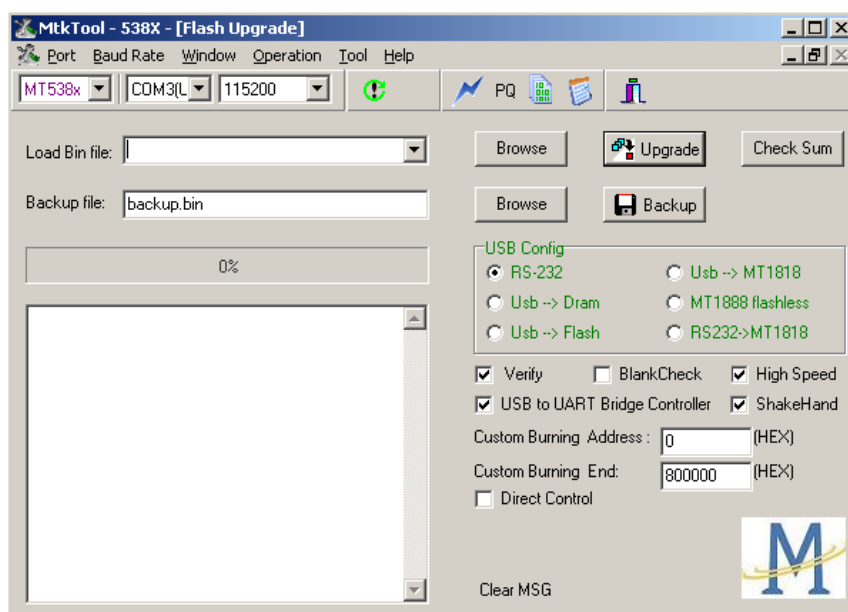 MtkTool - 538X - [Flash Upgrade]
Port Baud Rate Window Operation Tool Help
MT538x COM3(L 115200 PQ
Load Bin file: Browse Upgrade Check Sum
Backup file: backup.bin Browse Backup
0%
USB Config
RS-232 Usb --> MT1818
Usb --> Dram MT1888 flashless
Usb --> Flash RS232->MT1818
Verify BlankCheck High Speed
USB to UART Bridge Controller ShakeHand
Custom Burning Address : 0 (HEX)
Custom Burning End: 800000 (HEX)
Direct Control
Clear MSG
M